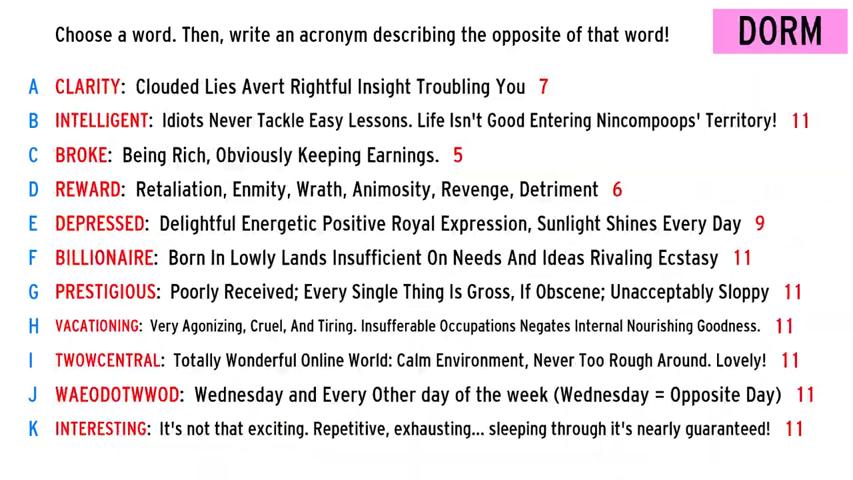 Choose a word. Then, write an acronym describing the opposite of that word!
DORM
A CLARITY: Clouded Lies Avert Rightful Insight Troubling You 7
B INTELLIGENT: Idiots Never Tackle Easy Lessons. Life Isn't Good Entering Nincompoops' Territory! 11
C BROKE: Being Rich, Obviously Keeping Earnings. 5
D REWARD: Retaliation, Enmity, Wrath, Animosity, Revenge, Detriment 6
E DEPRESSED: Delightful Energetic Positive Royal Expression, Sunlight Shines Every Day 9
F BILLIONAIRE: Born In Lowly Lands Insufficient On Needs And Ideas Rivaling Ecstasy 11
G PRESTIGIOUS: Poorly Received; Every Single Thing Is Gross, If Obscene; Unacceptably Sloppy 11
H VACATIONING: Very Agonizing, Cruel, And Tiring. Insufferable Occupations Negates Internal Nourishing Goodness. 11
I TWOWCENTRAL: Totally Wonderful Online World: Calm Environment, Never Too Rough Around. Lovely! 11
J WAEODOTWWOD: Wednesday and Every Other day of the week (Wednesday = Opposite Day) 11
K INTERESTING: It's not that exciting. Repetitive, exhausting... sleeping through it's nearly guaranteed! 11